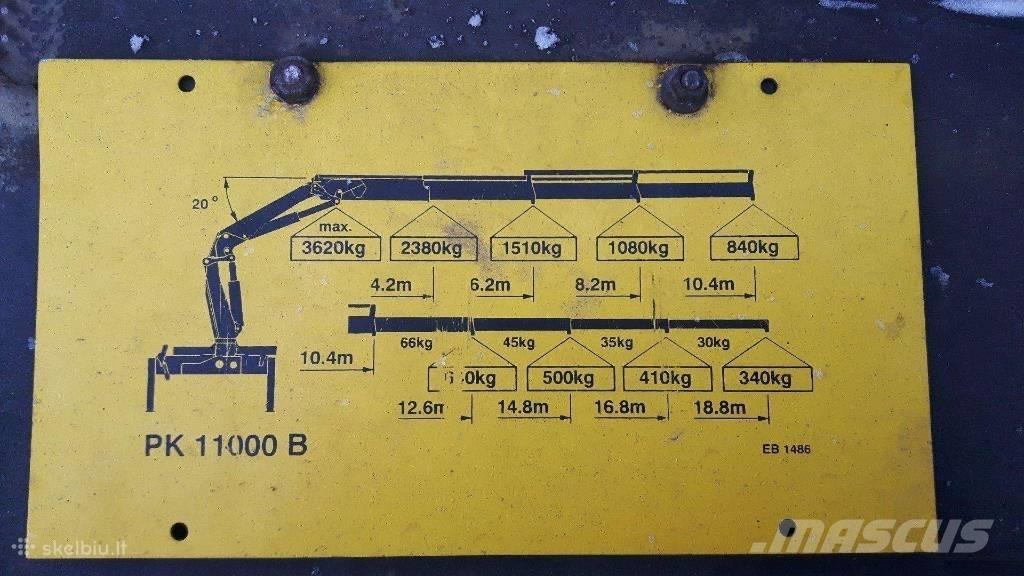 20°
max.
3620kg 2380kg 1510kg 1080kg 840kg
4.2m 6.2m 8.2m 10.4m
66kg 45kg 35kg 30kg
10.4m
500kg 410kg 340kg
12.6m 14.8m 16.8m 18.8m
PK 11000 B
EB 1486
skelbiu.lt
MASCUS